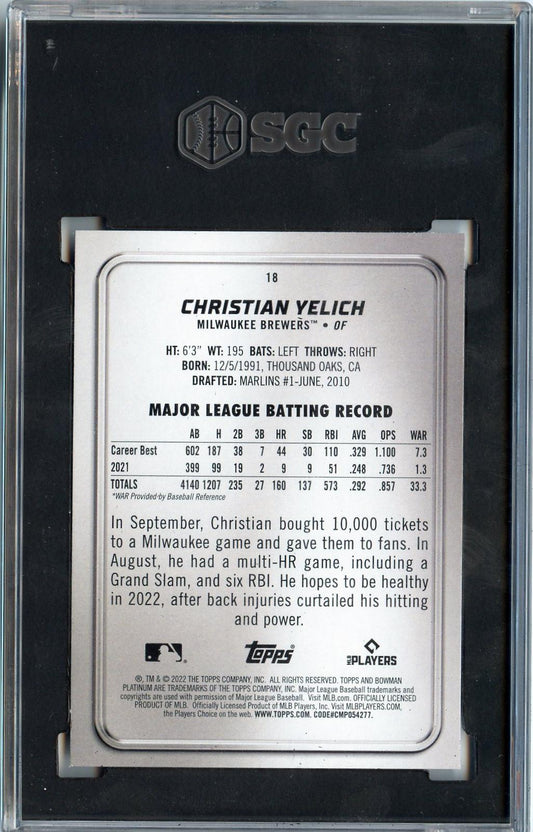 SGC
18
CHRISTIAN YELICH
MILWAUKEE BREWERS™ • OF
HT: 6'3" WT: 195 BATS: LEFT THROWS: RIGHT
BORN: 12/5/1991, THOUSAND OAKS, CA
DRAFTED: MARLINS #1-JUNE, 2010
MAJOR LEAGUE BATTING RECORD
AB H 2B 3B HR SB RBI AVG OPS WAR
Career Best 602 187 38 7 44 30 110 .329 1.100 7.3
2021 399 99 19 2 9 9 51 .248 .736 1.3
TOTALS 4140 1207 235 27 160 137 573 .292 .857 33.3
*WAR Provided by Baseball Reference
In September, Christian bought 10,000 tickets
to a Milwaukee game and gave them to fans. In
August, he had a multi-HR game, including a
Grand Slam, and six RBI. He hopes to be healthy
in 2022, after back injuries curtailed his hitting
and power.
Topps
MLB PLAYERS
®, TM & © 2022 THE TOPPS COMPANY, INC. ALL RIGHTS RESERVED. TOPPS AND BOWMAN
PLATINUM ARE TRADEMARKS OF THE TOPPS COMPANY, INC. Major League Baseball trademarks and
copyrights are used with permission of Major League Baseball. Visit MLB.com. OFFICIALLY LICENSED
PRODUCT OF MLB. Officially Licensed Product of MLB Players, Inc. Visit MLBPLAYERS.COM,
the Players Choice on the web. WWW.TOPPS.COM. CODE#CMP054277.